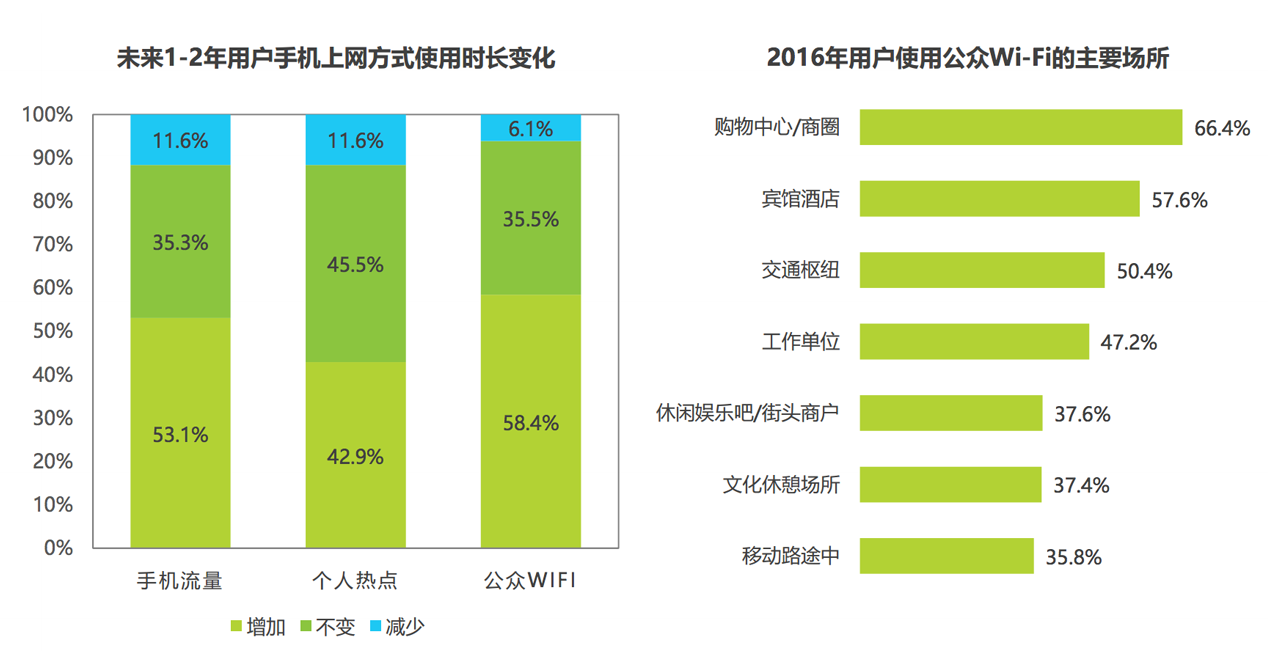 未来1-2年用户手机上网方式使用时长变化
100%
90%
80%
70%
60%
50%
40%
30%
20%
10%
0%
11.6%
35.3%
53.1%
11.6%
45.5%
42.9%
6.1%
35.5%
58.4%
手机流量
个人热点
公众WIFI
增加 不变 减少
2016年用户使用公众Wi-Fi的主要场所
购物中心/商圈 66.4%
宾馆酒店 57.6%
交通枢纽 50.4%
工作单位 47.2%
休闲娱乐吧/街头商户 37.6%
文化休憩场所 37.4%
移动路途中 35.8%